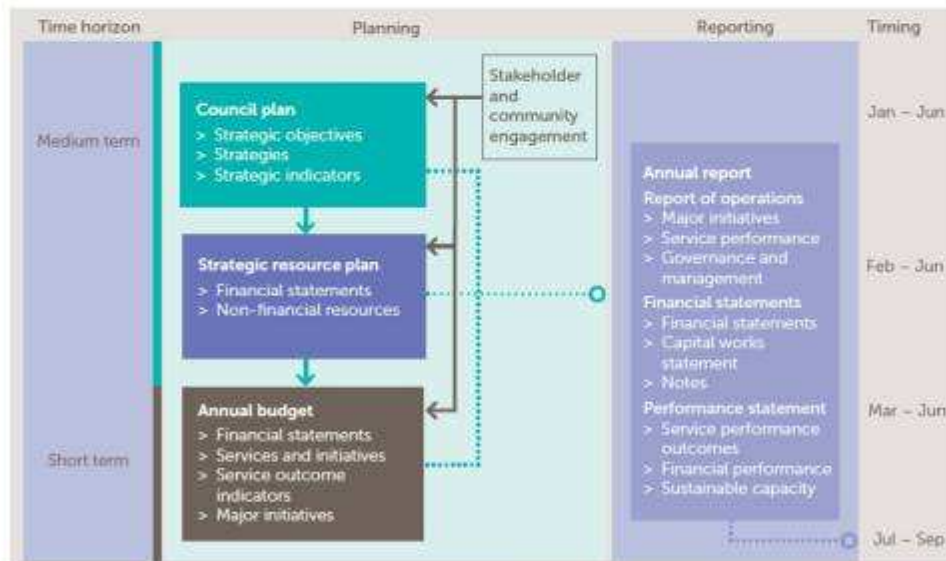 Time horizon
Planning
Reporting
Timing
Medium term
Short term
Stakeholder
and
community
engagement
Council plan
> Strategic objectives
> Strategies
> Strategic indicators
Strategic resource plan
> Financial statements
> Non-financial resources
Annual budget
> Financial statements
> Services and initiatives
> Service outcome
indicators
> Major initiatives
Annual report
Report of operations
> Major initiatives
> Service performance
> Governance and
management
Financial statements
> Financial statements
> Capital works
statement
> Notes
Performance statement
> Service performance
outcomes
> Financial performance
> Sustainable capacity
Jan – Jun
Feb – Jun
Mar – Jun
Jul – Sep